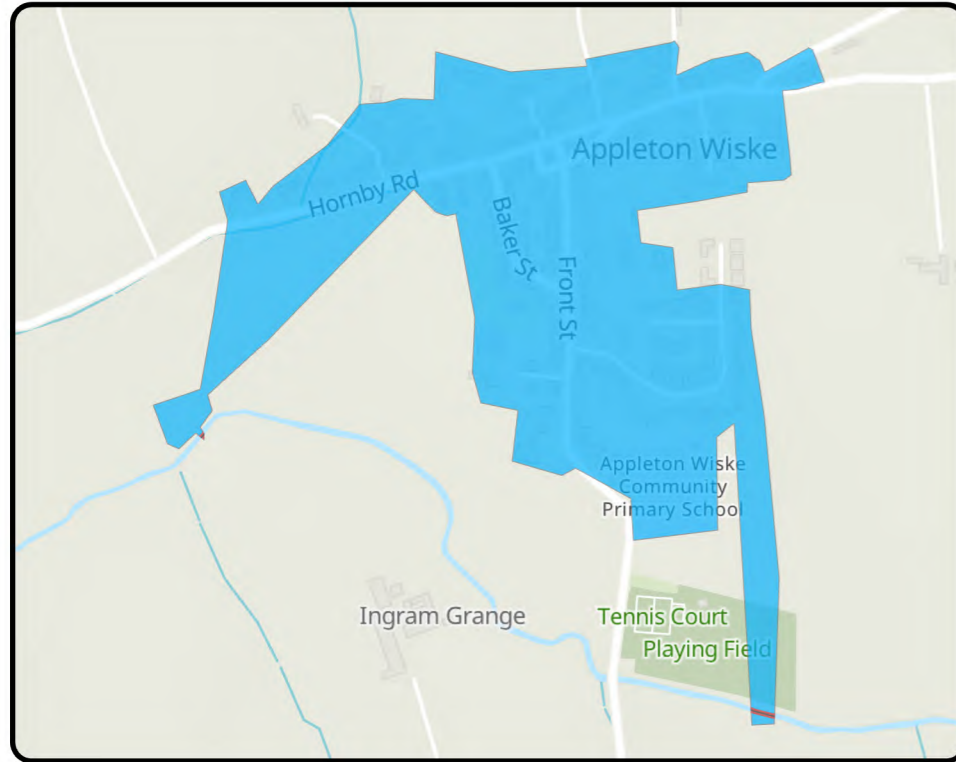 Appleton Wiske
Hornby Rd
Baker St
Front St
Appleton Wiske
Community
Primary School
Ingram Grange
Tennis Court
Playing Field